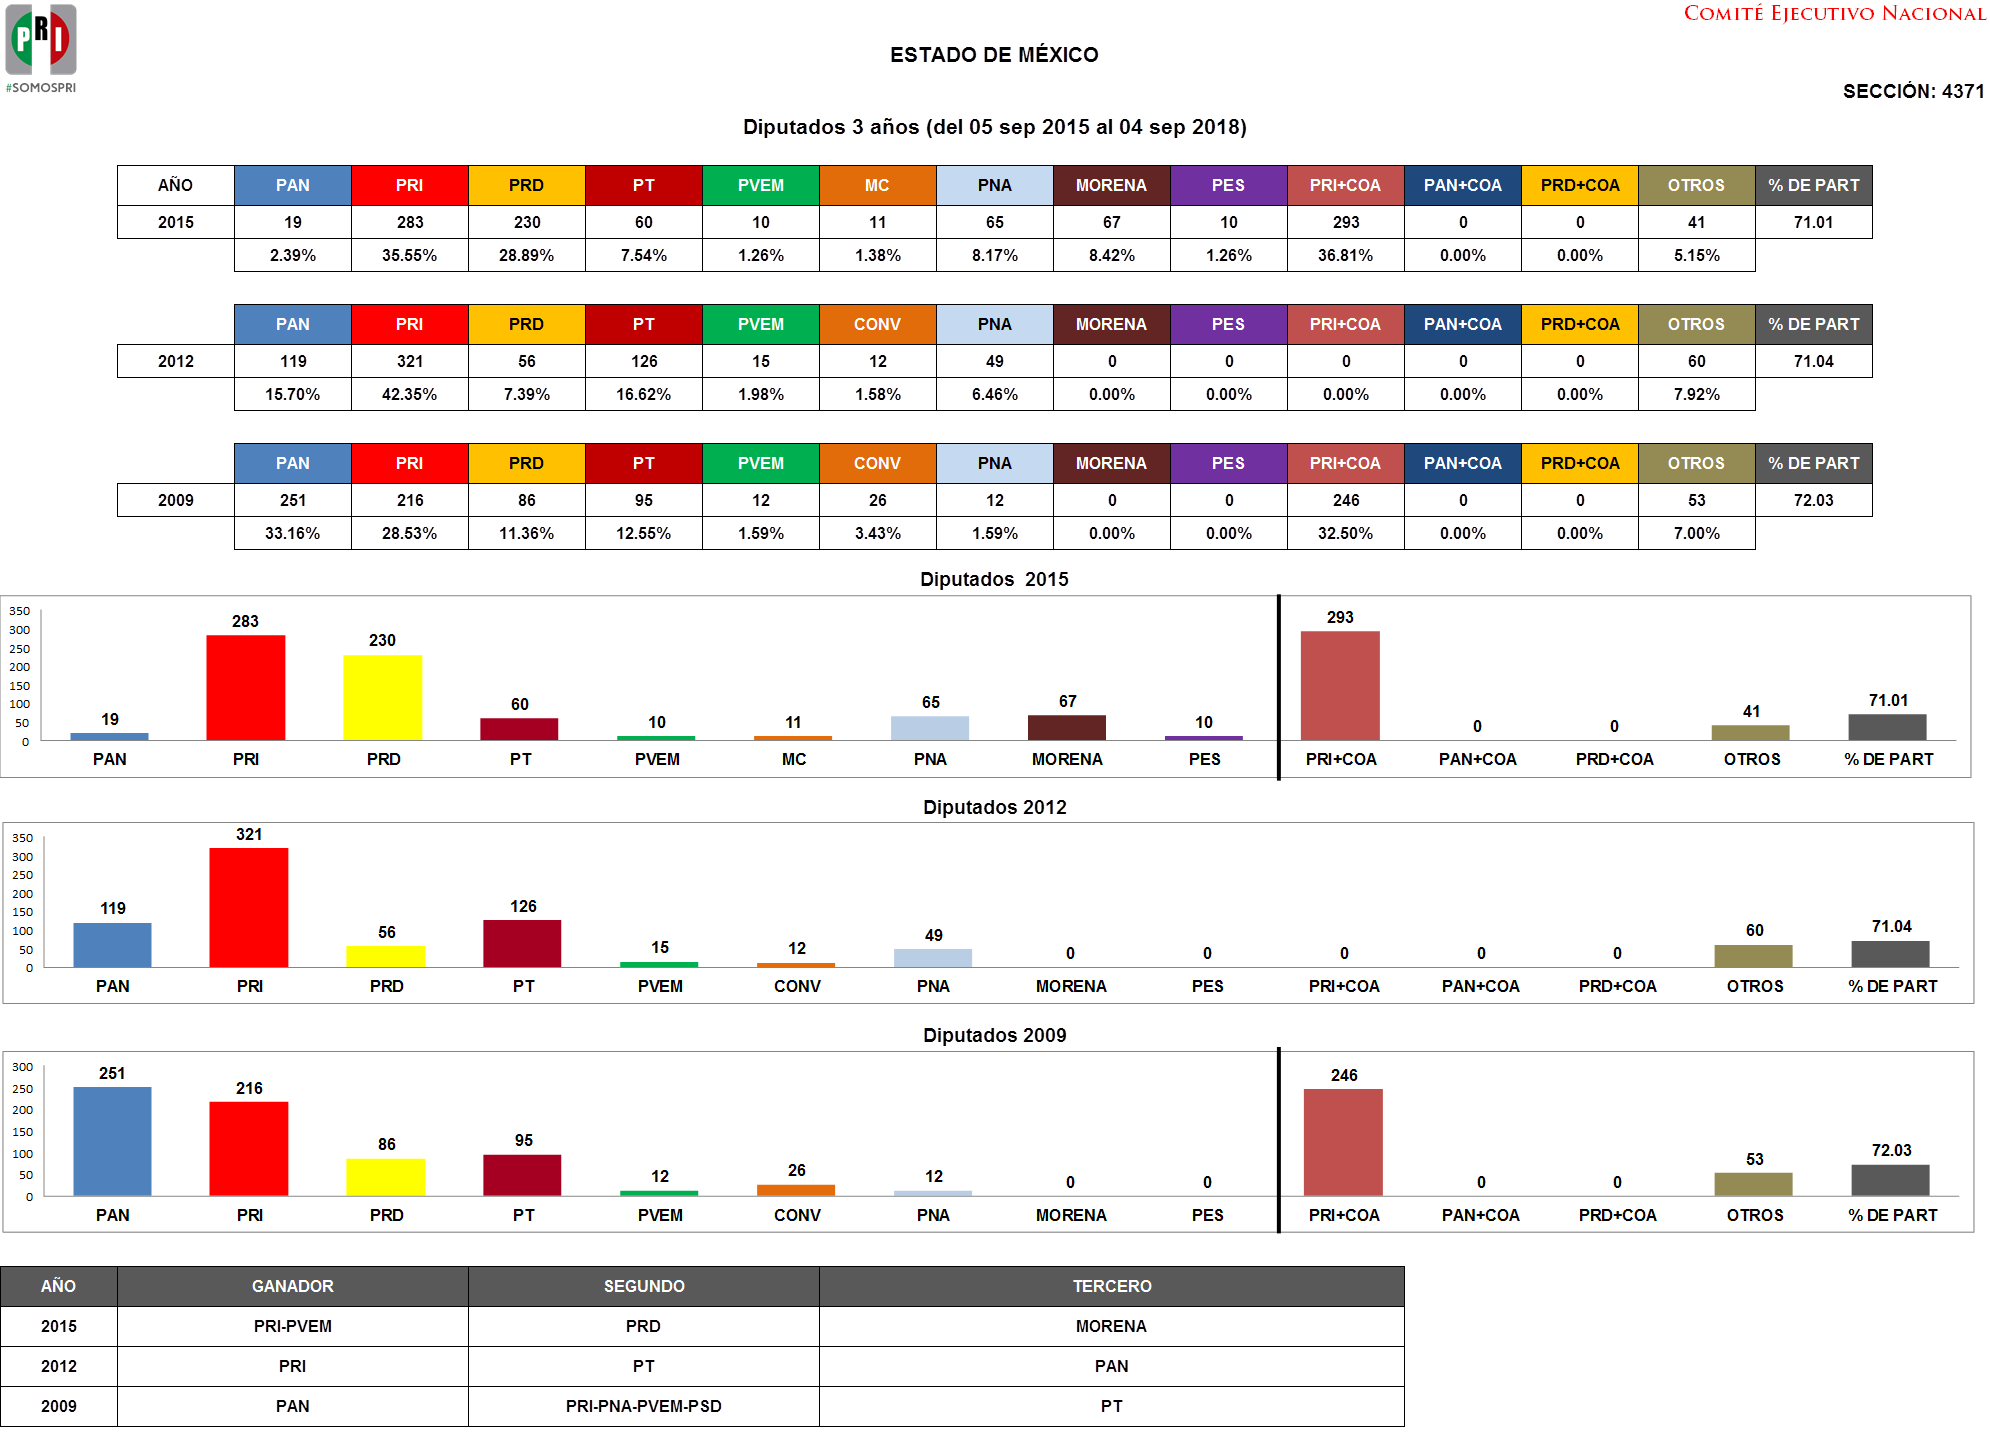 PRI
#SOMOSPRI
COMITÉ EJECUTIVO NACIONAL
ESTADO DE MÉXICO
SECCIÓN: 4371
Diputados 3 años (del 05 sep 2015 al 04 sep 2018)
AÑO PAN PRI PRD PT PVEM MC PNA MORENA PES PRI+COA PAN+COA PRD+COA OTROS % DE PART
2015 19 283 230 60 10 11 65 67 10 293 0 0 41 71.01
2.39% 35.55% 28.89% 7.54% 1.26% 1.38% 8.17% 8.42% 1.26% 36.81% 0.00% 0.00% 5.15%
PAN PRI PRD PT PVEM CONV PNA MORENA PES PRI+COA PAN+COA PRD+COA OTROS % DE PART
2012 119 321 56 126 15 12 49 0 0 0 0 0 60 71.04
15.70% 42.35% 7.39% 16.62% 1.98% 1.58% 6.46% 0.00% 0.00% 0.00% 0.00% 0.00% 7.92%
PAN PRI PRD PT PVEM CONV PNA MORENA PES PRI+COA PAN+COA PRD+COA OTROS % DE PART
2009 251 216 86 95 12 26 12 0 0 246 0 0 53 72.03
33.16% 28.53% 11.36% 12.55% 1.59% 3.43% 1.59% 0.00% 0.00% 32.50% 0.00% 0.00% 7.00%
Diputados 2015
350
300
250
200
150
100
50
0
19 283 230 60 10 11 65 67 10 293 0 0 41 71.01
PAN PRI PRD PT PVEM MC PNA MORENA PES PRI+COA PAN+COA PRD+COA OTROS % DE PART
Diputados 2012
350
300
250
200
150
100
50
0
119 321 56 126 15 12 49 0 0 0 0 0 60 71.04
PAN PRI PRD PT PVEM CONV PNA MORENA PES PRI+COA PAN+COA PRD+COA OTROS % DE PART
Diputados 2009
300
250
200
150
100
50
0
251 216 86 95 12 26 12 0 0 246 0 0 53 72.03
PAN PRI PRD PT PVEM CONV PNA MORENA PES PRI+COA PAN+COA PRD+COA OTROS % DE PART
AÑO GANADOR SEGUNDO TERCERO
2015 PRI-PVEM PRD MORENA
2012 PRI PT PAN
2009 PAN PRI-PNA-PVEM-PSD PT